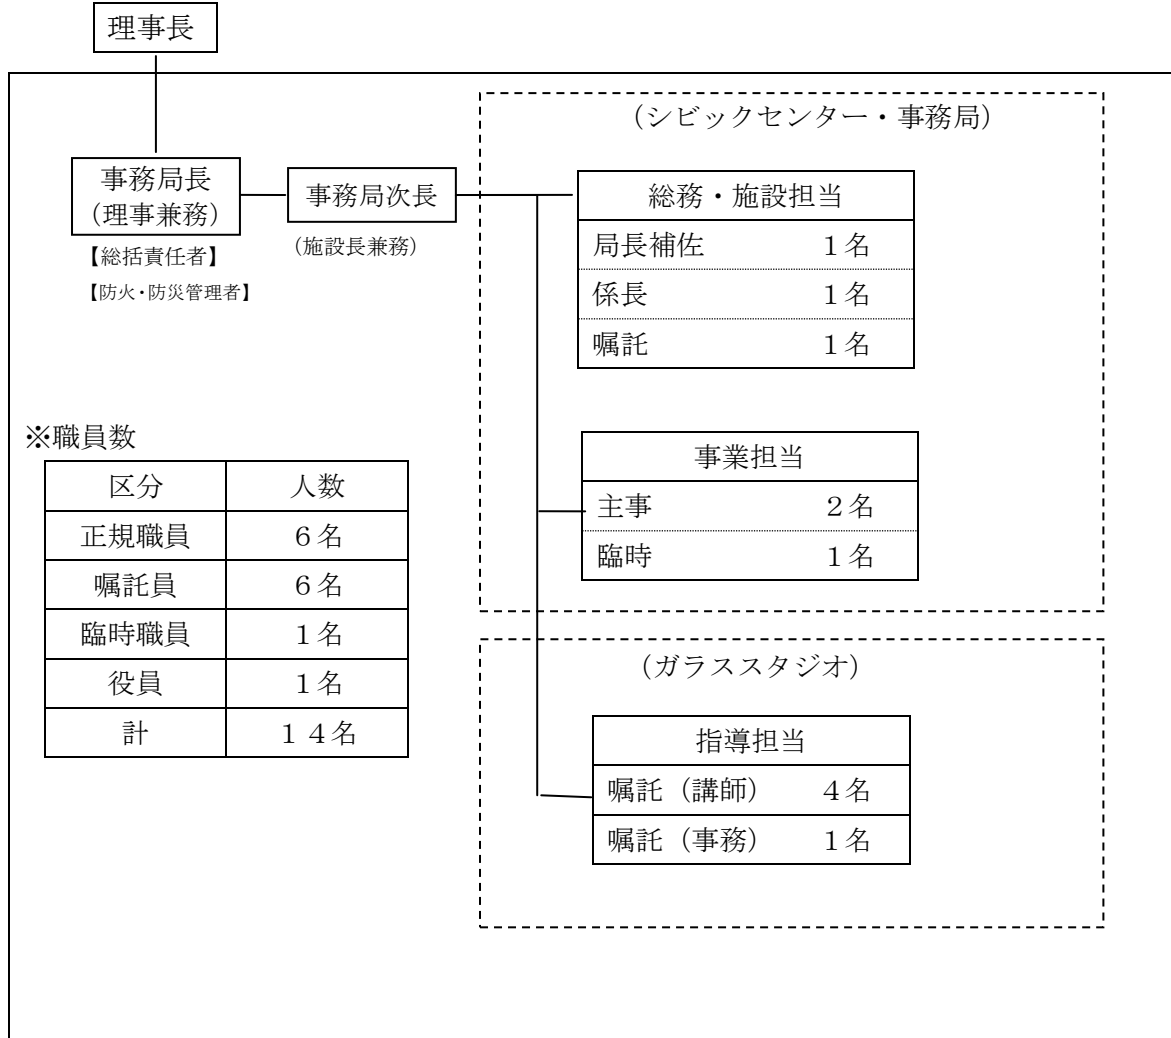 理事長
事務局長
（理事兼務）
【総括責任者】
【防火・防災管理者】
事務局次長
（施設長兼務）
（シビックセンター・事務局）
総務・施設担当
局長補佐 １名
係長 １名
嘱託 １名
事業担当
主事 ２名
臨時 １名
（ガラススタジオ）
指導担当
嘱託（講師） ４名
嘱託（事務） １名
※職員数
区分 人数
正規職員 ６名
嘱託員 ６名
臨時職員 １名
役員 １名
計 １４名